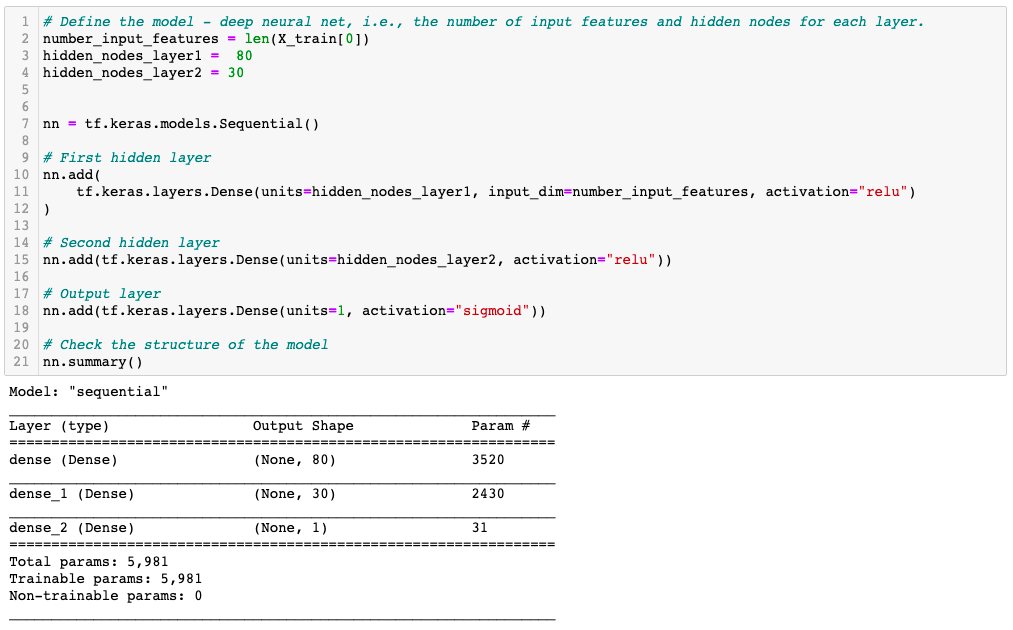 1 # Define the model - deep neural net, i.e., the number of input features and hidden nodes for each layer.
2 number_input_features = len(X_train[0])
3 hidden_nodes_layer1 =  80
4 hidden_nodes_layer2 = 30
5
6
7 nn = tf.keras.models.Sequential()
8
9 # First hidden layer
10 nn.add(
11     tf.keras.layers.Dense(units=hidden_nodes_layer1, input_dim=number_input_features, activation="relu")
12 )
13
14 # Second hidden layer
15 nn.add(tf.keras.layers.Dense(units=hidden_nodes_layer2, activation="relu"))
16
17 # Output layer
18 nn.add(tf.keras.layers.Dense(units=1, activation="sigmoid"))
19
20 # Check the structure of the model
21 nn.summary()
Model: "sequential"
_________________________________________________________________
Layer (type)                 Output Shape              Param #
=================================================================
dense (Dense)                (None, 80)                3520
_________________________________________________________________
dense_1 (Dense)              (None, 30)                2430
_________________________________________________________________
dense_2 (Dense)              (None, 1)                 31
=================================================================
Total params: 5,981
Trainable params: 5,981
Non-trainable params: 0
_________________________________________________________________